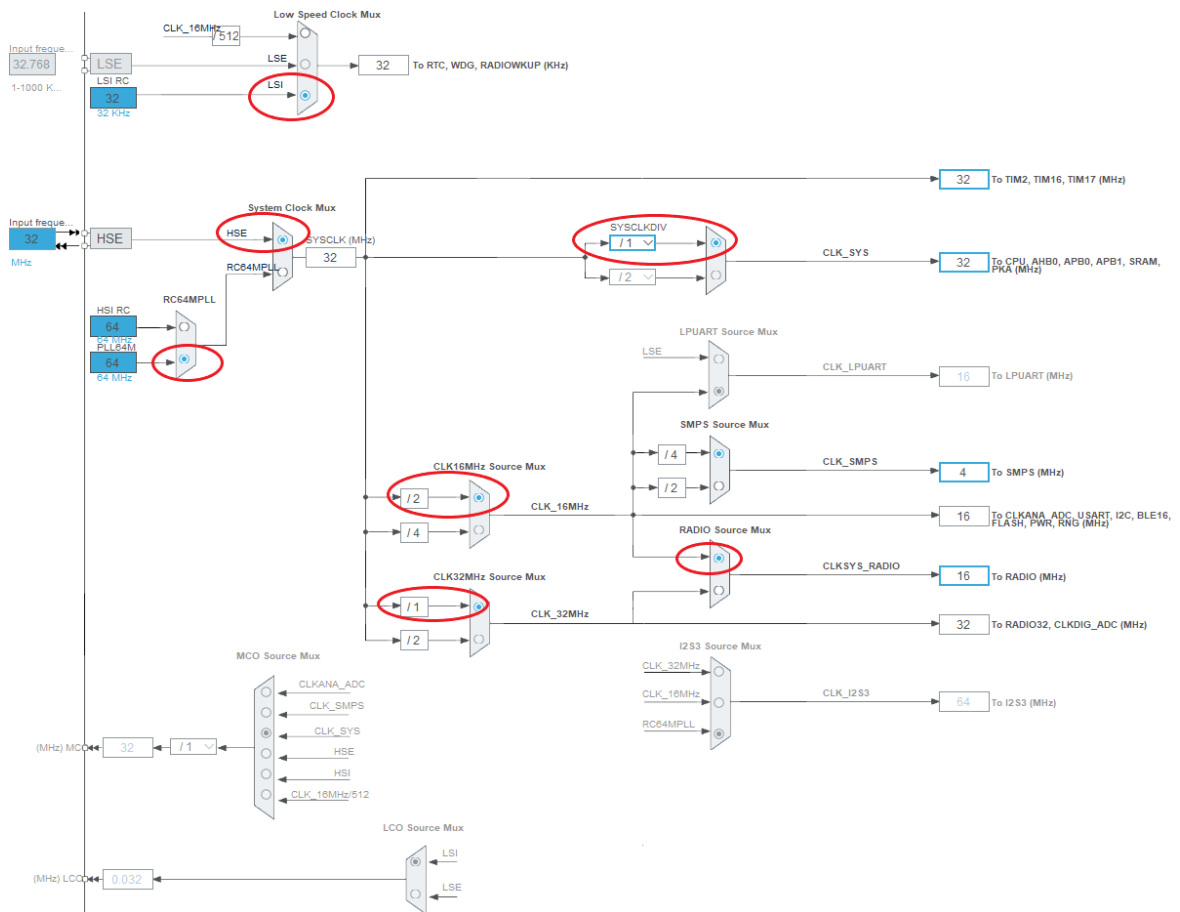 Low Speed Clock Mux
CLK_16MHz
/ 512
Input freque...
32.768
1-1000 K...
LSE
LSE
LSI RC
32
32 KHz
LSI
32
To RTC, WDG, RADIOWKUP (KHz)
32
To TIM2, TIM16, TIM17 (MHz)
System Clock Mux
Input freque...
32
MHz
HSE
HSE
SYSCLK (MHz)
32
RC64MPLL
SYSCLKDIV
/ 1
/ 2
CLK_SYS
32
To CPU, AHB0, APB0, APB1, SRAM,
PKA (MHz)
RC64MPLL
HSI RC
64
64 MHz
PLL64M
64
64 MHz
LPUART Source Mux
LSE
CLK_LPUART
16
To LPUART (MHz)
SMPS Source Mux
/ 4
/ 2
CLK_SMPS
4
To SMPS (MHz)
CLK16MHz Source Mux
/ 2
/ 4
CLK_16MHz
16
To CLKANA_ADC, USART, I2C, BLE16,
FLASH, PWR, RNG (MHz)
RADIO Source Mux
CLKSYS_RADIO
16
To RADIO (MHz)
CLK32MHz Source Mux
/ 1
/ 2
CLK_32MHz
32
To RADIO32, CLKDIG_ADC (MHz)
MCO Source Mux
CLKANA_ADC
CLK_SMPS
CLK_SYS
HSE
HSI
CLK_16MHz/512
(MHz) MC
32
/ 1
I2S3 Source Mux
CLK_32MHz
CLK_16MHz
RC64MPLL
CLK_I2S3
64
To I2S3 (MHz)
LCO Source Mux
LSI
LSE
(MHz) LCO
0.032